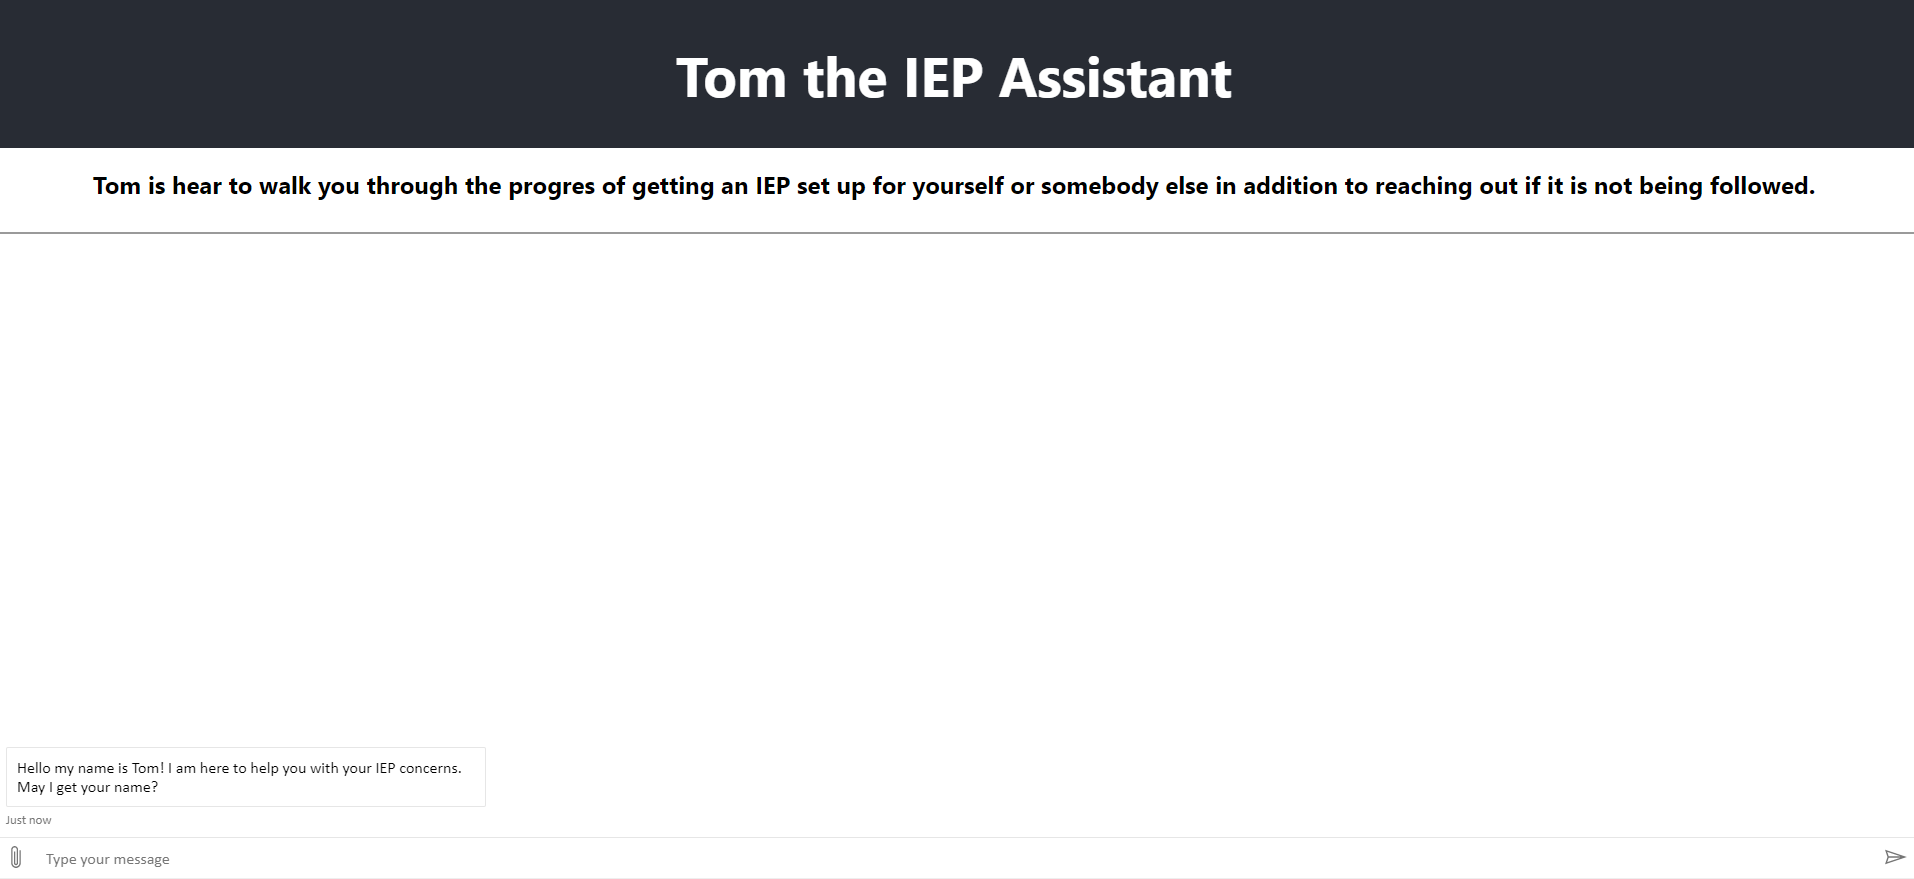 Tom the IEP Assistant
Tom is hear to walk you through the progres of getting an IEP set up for yourself or somebody else in addition to reaching out if it is not being followed.
Hello my name is Tom! I am here to help you with your IEP concerns.
May I get your name?
Just now
Type your message